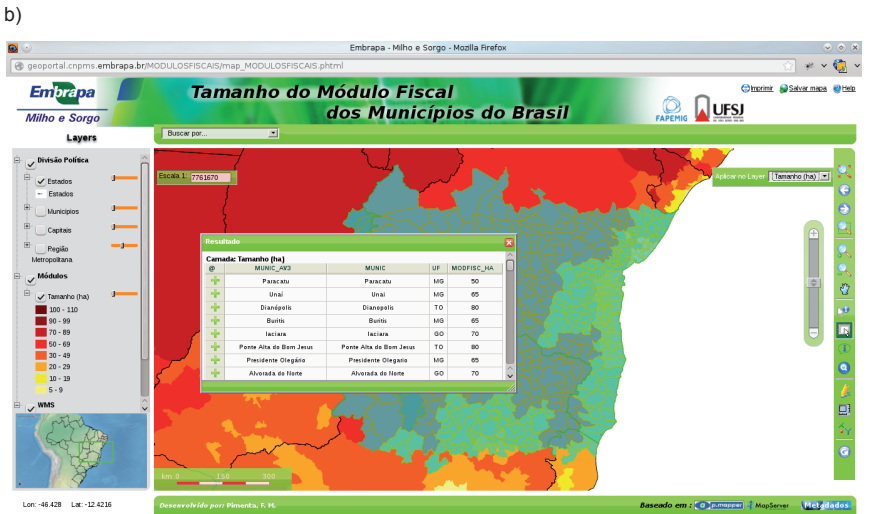 b)
Embrapa - Milho e Sorgo - Mozilla Firefox
geoportal.cnpms.embrapa.br/MODULOSFISCAIS/map_MODULOSFISCAIS.phtml
Embrapa
Milho e Sorgo
Tamanho do Módulo Fiscal
dos Municípios do Brasil
FAPEMIG
UFSJ
Imprimir Salvar mapa Help
Layers
Buscar por...
Divisão Política
Estados
Estados
Municipios
Capitais
Região
Metropolitana
Módulos
Tamanho (ha)
100 - 110
90 - 99
70 - 89
50 - 69
30 - 49
20 - 29
10 - 19
5 - 9
WMS
Escala 1: 7761670
Aplicar no Layer Tamanho (ha)
Resultado
Camada: Tamanho (ha)
@ MUNIC_AV3 MUNIC UF MODFISC_HA
Paracatu Paracatu MG 50
Unaí Unai MG 65
Dianópolis Dianopolis TO 80
Buritis Buritis MG 65
Iaciara Iaciara GO 70
Ponte Alta do Bom Jesus Ponte Alta do Bom Jesus TO 80
Presidente Olegário Presidente Olegario MG 65
Alvorada do Norte Alvorada do Norte GO 70
km 0 150 300
Lon: -46.428 Lat: -12.4216
Desenvolvido por: Pimenta, F. M.
Baseado em : p.mapper MapServer Metadados